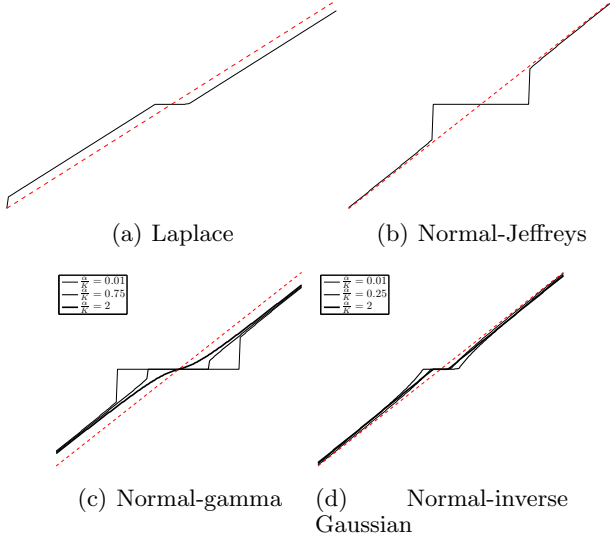 (a) Laplace
(b) Normal-Jeffreys
α/K = 0.01
α/K = 0.75
α/K = 2
α/K = 0.01
α/K = 0.25
α/K = 2
(c) Normal-gamma
(d) Normal-inverse
Gaussian